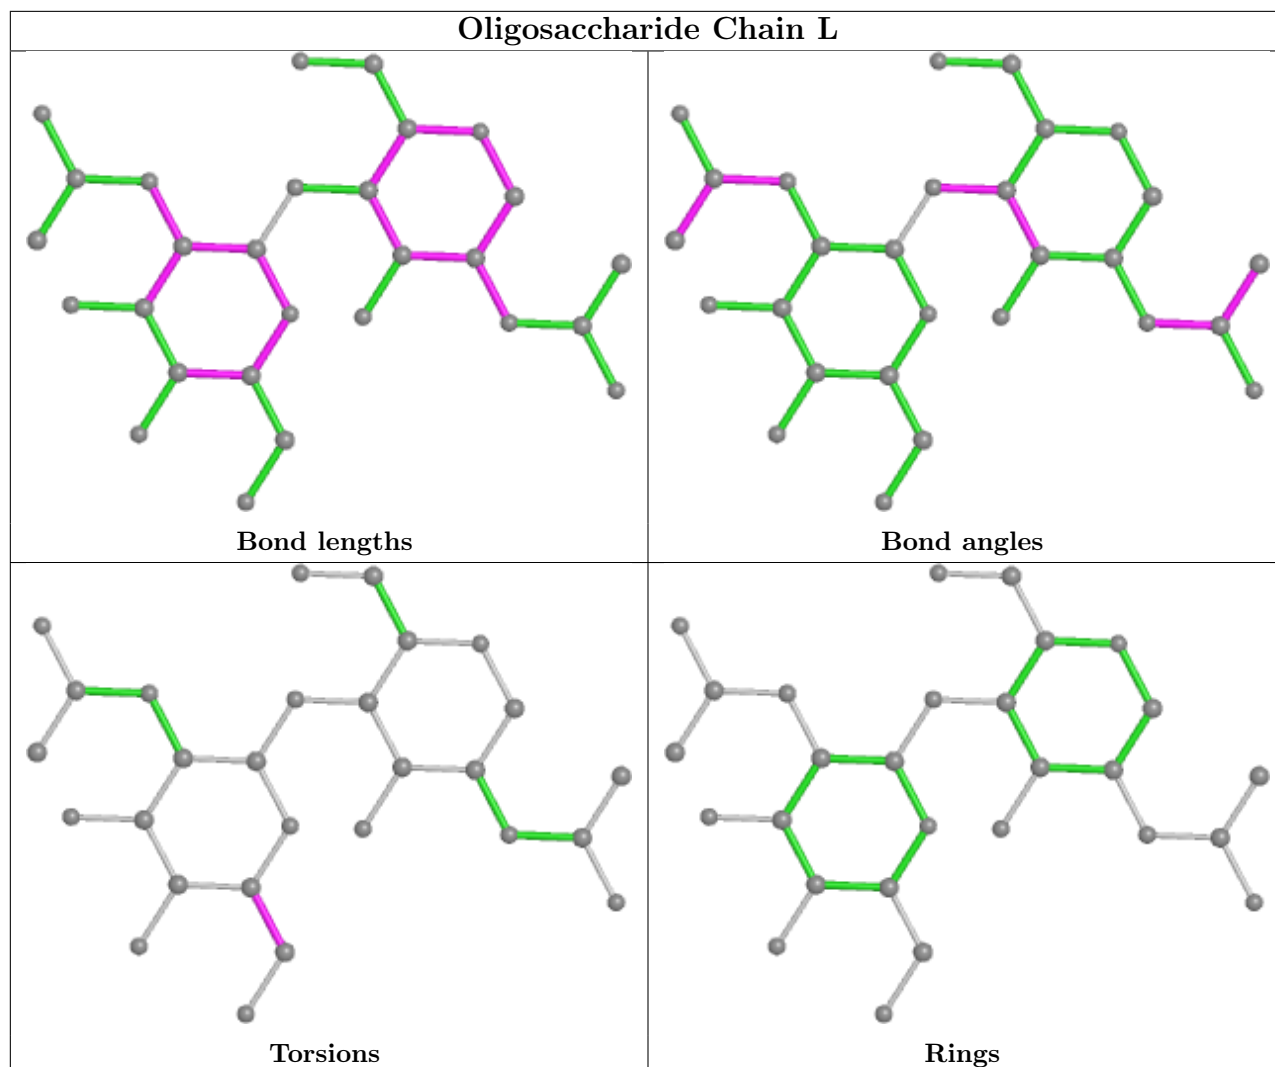 Oligosaccharide Chain L
Bond lengths
Bond angles
Torsions
Rings